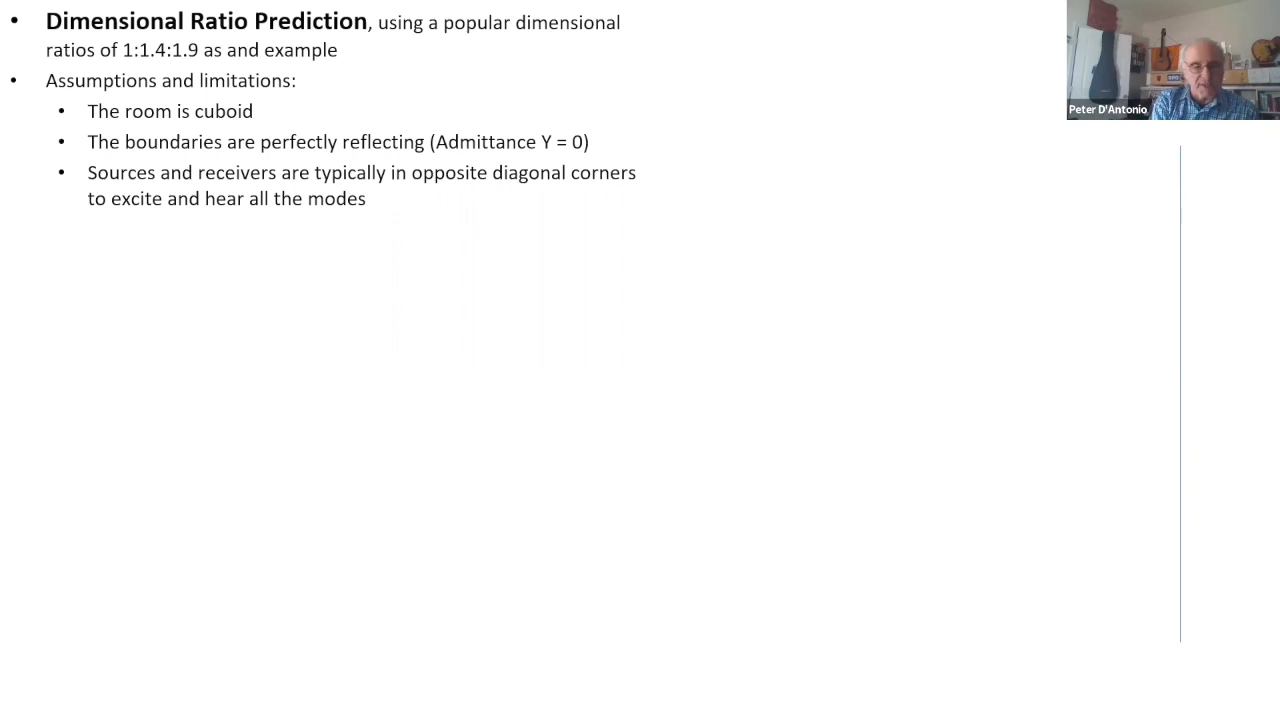 • Dimensional Ratio Prediction, using a popular dimensional
ratios of 1:1.4:1.9 as and example
• Assumptions and limitations:
• The room is cuboid
• The boundaries are perfectly reflecting (Admittance Y = 0)
• Sources and receivers are typically in opposite diagonal corners
to excite and hear all the modes
Peter D'Antonio